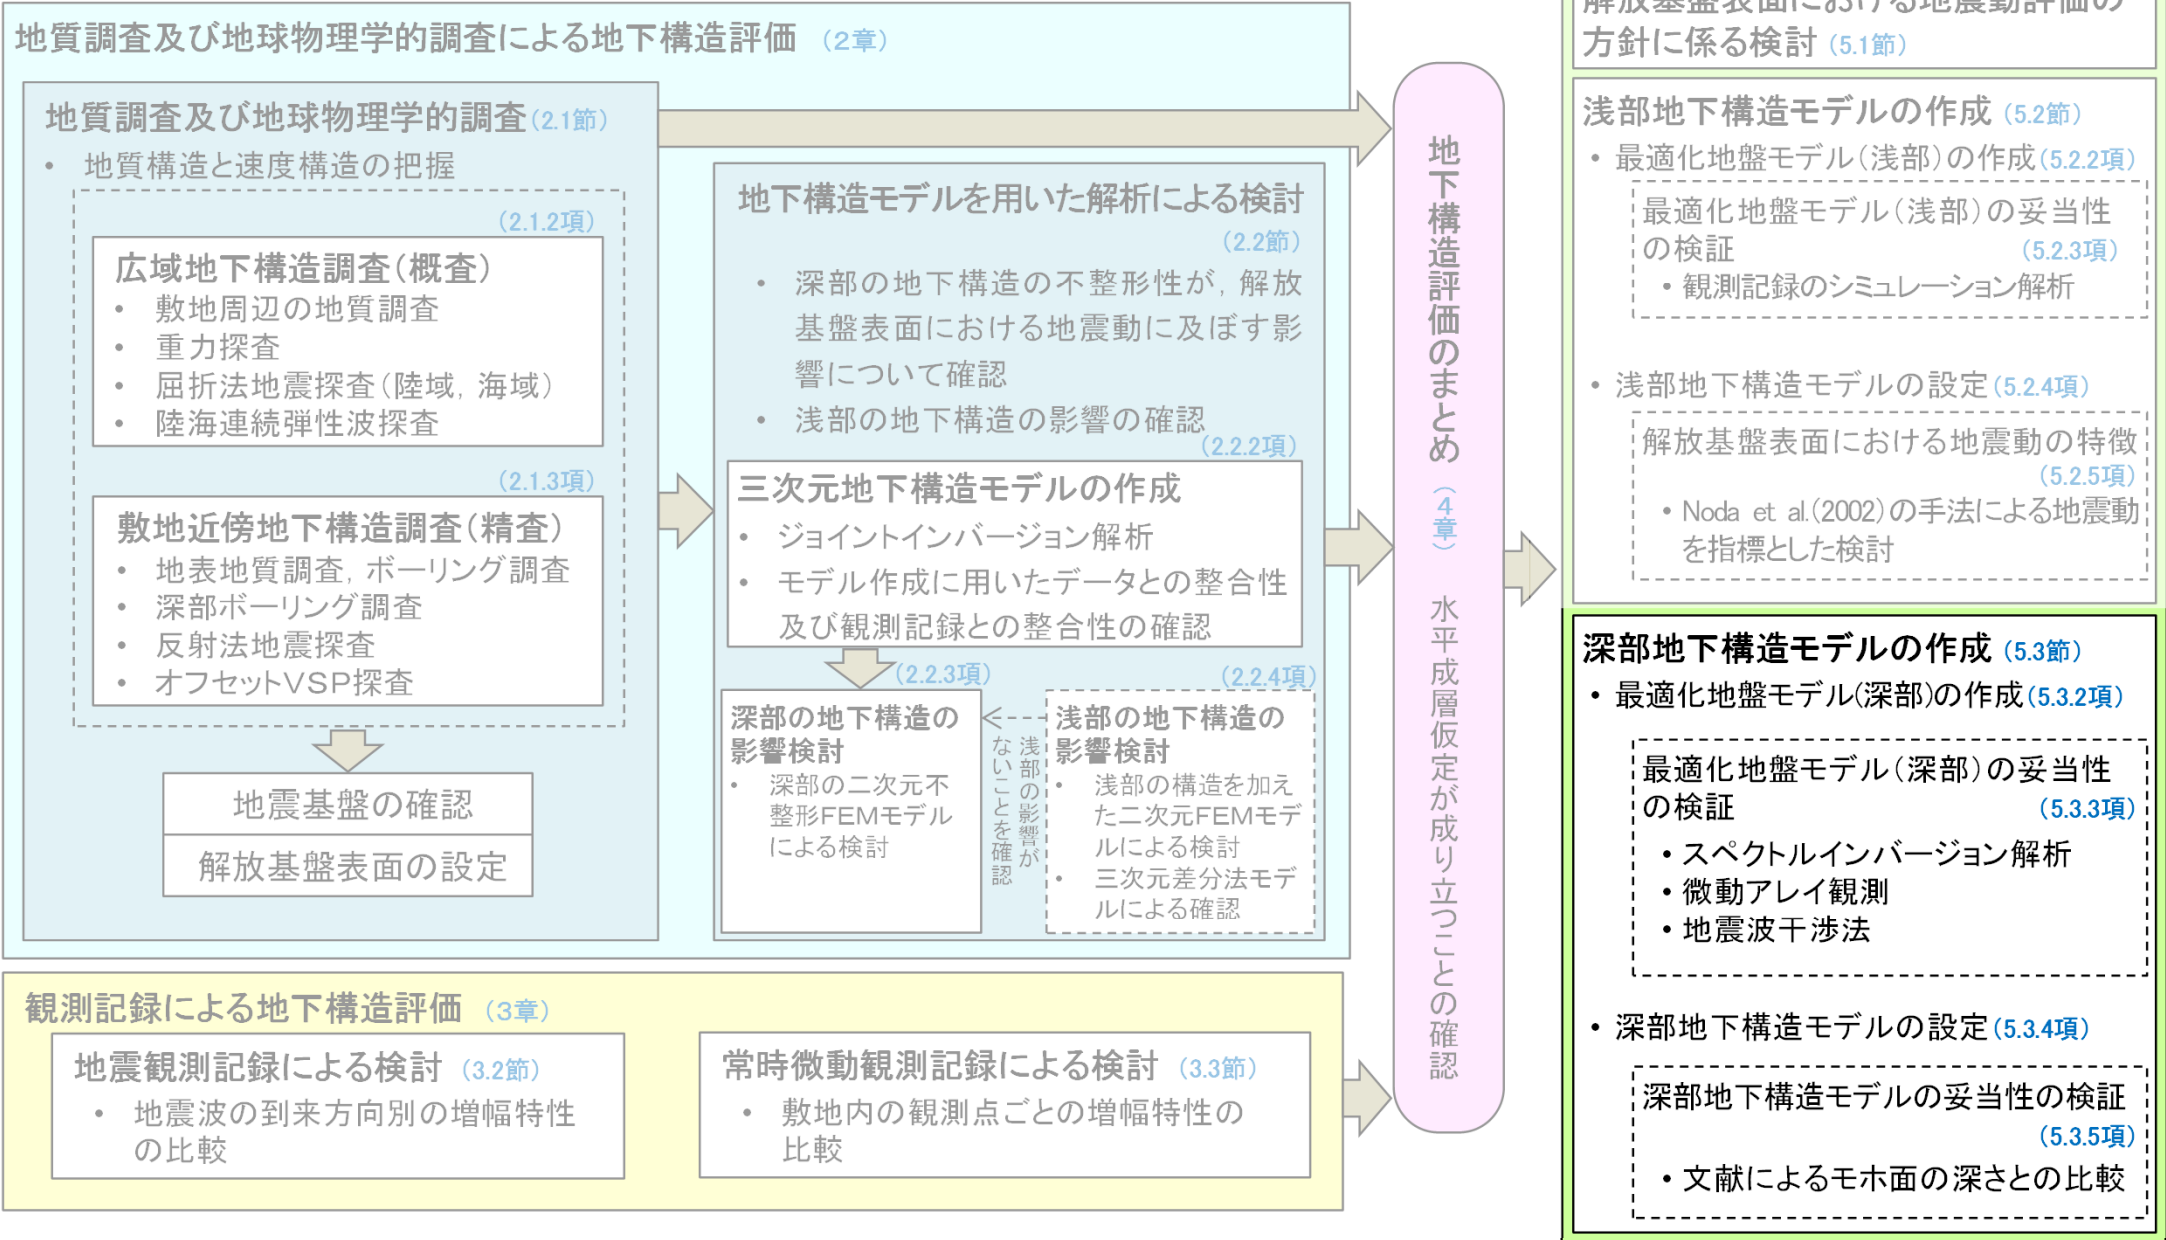 地質調査及び地球物理学的調査による地下構造評価 （2章）
地質調査及び地球物理学的調査(2.1節)
• 地質構造と速度構造の把握
(2.1.2項)
広域地下構造調査（概査）
• 敷地周辺の地質調査
• 重力探査
• 屈折法地震探査（陸域，海域）
• 陸海連続弾性波探査
(2.1.3項)
敷地近傍地下構造調査（精査）
• 地表地質調査，ボーリング調査
• 深部ボーリング調査
• 反射法地震探査
• オフセットVSP探査
地震基盤の確認
解放基盤表面の設定
地下構造モデルを用いた解析による検討
(2.2節)
• 深部の地下構造の不整形性が，解放
基盤表面における地震動に及ぼす影
響について確認
• 浅部の地下構造の影響の確認
(2.2.2項)
三次元地下構造モデルの作成
• ジョイントインバージョン解析
• モデル作成に用いたデータとの整合性
及び観測記録との整合性の確認
(2.2.3項)
深部の地下構造の
影響検討
• 深部の二次元不
整形FEMモデル
による検討
浅部の影響が
ないことを確認
(2.2.4項)
浅部の地下構造の
影響検討
• 浅部の構造を加え
た二次元FEMモデ
ルによる検討
• 三次元差分法モデ
ルによる確認
観測記録による地下構造評価 （3章）
地震観測記録による検討 (3.2節)
• 地震波の到来方向別の増幅特性
の比較
常時微動観測記録による検討 (3.3節)
• 敷地内の観測点ごとの増幅特性の
比較
地下構造評価のまとめ（4章） 水平成層仮定が成り立つことの確認
解放基盤表面における地震動評価の
方針に係る検討 (5.1節)
浅部地下構造モデルの作成 (5.2節)
• 最適化地盤モデル（浅部）の作成(5.2.2項)
最適化地盤モデル（浅部）の妥当性
の検証 (5.2.3項)
• 観測記録のシミュレーション解析
• 浅部地下構造モデルの設定(5.2.4項)
解放基盤表面における地震動の特徴
(5.2.5項)
• Noda et al.(2002)の手法による地震動
を指標とした検討
深部地下構造モデルの作成 (5.3節)
• 最適化地盤モデル(深部)の作成(5.3.2項)
最適化地盤モデル（深部）の妥当性
の検証 (5.3.3項)
• スペクトルインバージョン解析
• 微動アレイ観測
• 地震波干渉法
• 深部地下構造モデルの設定(5.3.4項)
深部地下構造モデルの妥当性の検証
(5.3.5項)
• 文献によるモホ面の深さとの比較